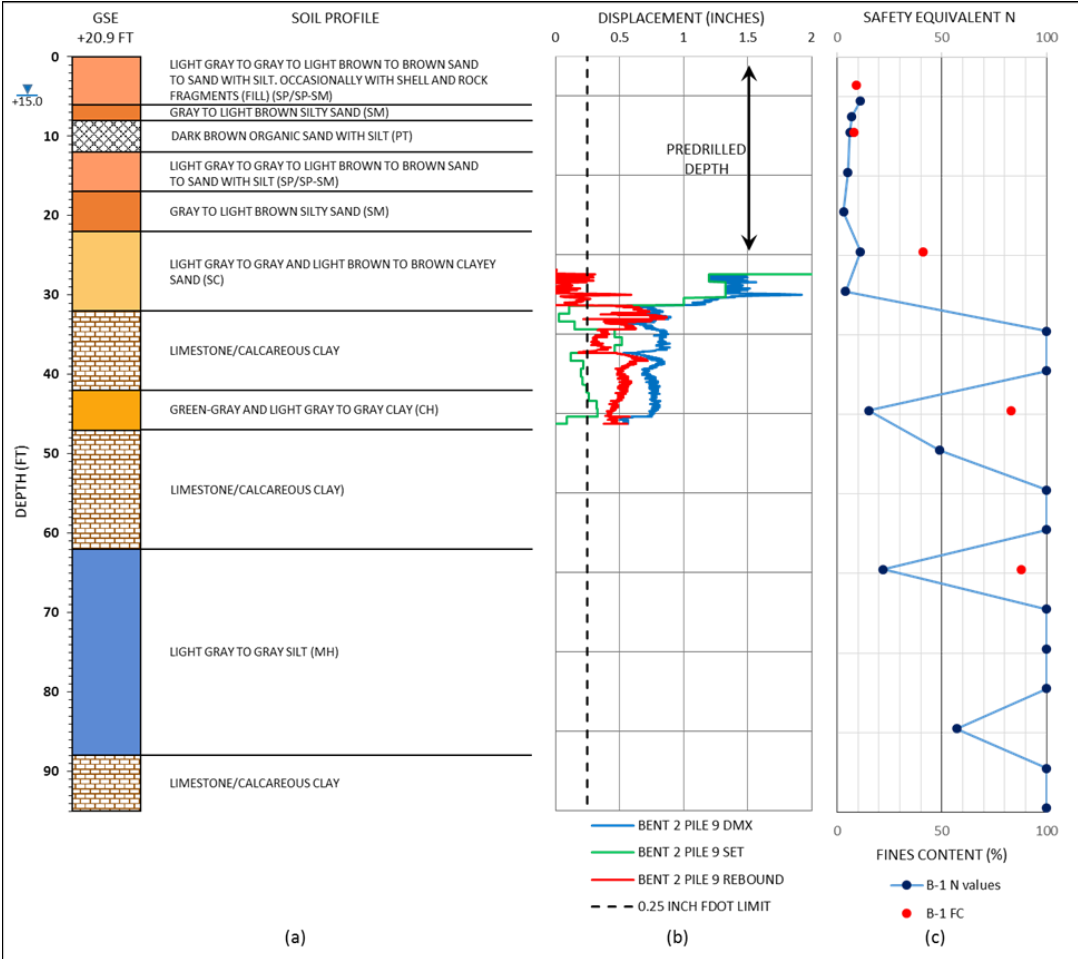 GSE
+20.9 FT
SOIL PROFILE
DISPLACEMENT (INCHES)
0 0.5 1 1.5 2
SAFETY EQUIVALENT N
0 50 100
DEPTH (FT)
0
10
20
30
40
50
60
70
80
90
+15.0
LIGHT GRAY TO GRAY TO LIGHT BROWN TO BROWN SAND
TO SAND WITH SILT. OCCASIONALLY WITH SHELL AND ROCK
FRAGMENTS (FILL) (SP/SP-SM)
GRAY TO LIGHT BROWN SILTY SAND (SM)
DARK BROWN ORGANIC SAND WITH SILT (PT)
LIGHT GRAY TO GRAY TO LIGHT BROWN TO BROWN SAND
TO SAND WITH SILT (SP/SP-SM)
GRAY TO LIGHT BROWN SILTY SAND (SM)
LIGHT GRAY TO GRAY AND LIGHT BROWN TO BROWN CLAYEY
SAND (SC)
LIMESTONE/CALCAREOUS CLAY
GREEN-GRAY AND LIGHT GRAY TO GRAY CLAY (CH)
LIMESTONE/CALCAREOUS CLAY)
LIGHT GRAY TO GRAY SILT (MH)
LIMESTONE/CALCAREOUS CLAY
PREDRILLED
DEPTH
BENT 2 PILE 9 DMX
BENT 2 PILE 9 SET
BENT 2 PILE 9 REBOUND
0.25 INCH FDOT LIMIT
0 50 100
FINES CONTENT (%)
B-1 N values
B-1 FC
(a)
(b)
(c)